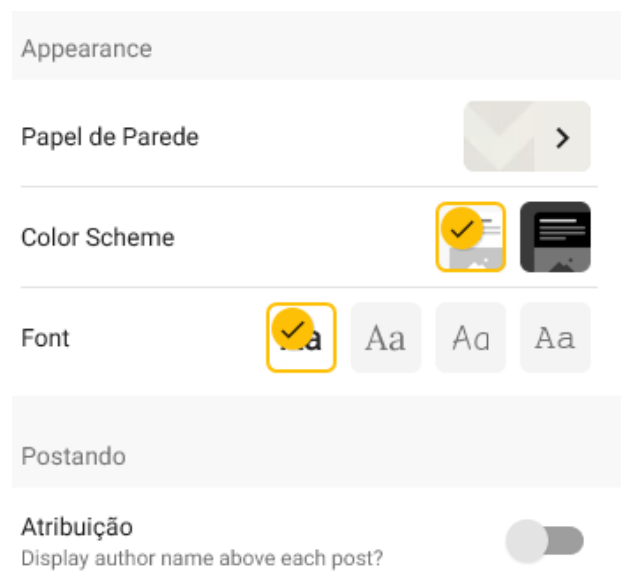 Appearance
Papel de Parede
Color Scheme
Font Aa Aa Aa Aa
Postando
Atribuição
Display author name above each post?